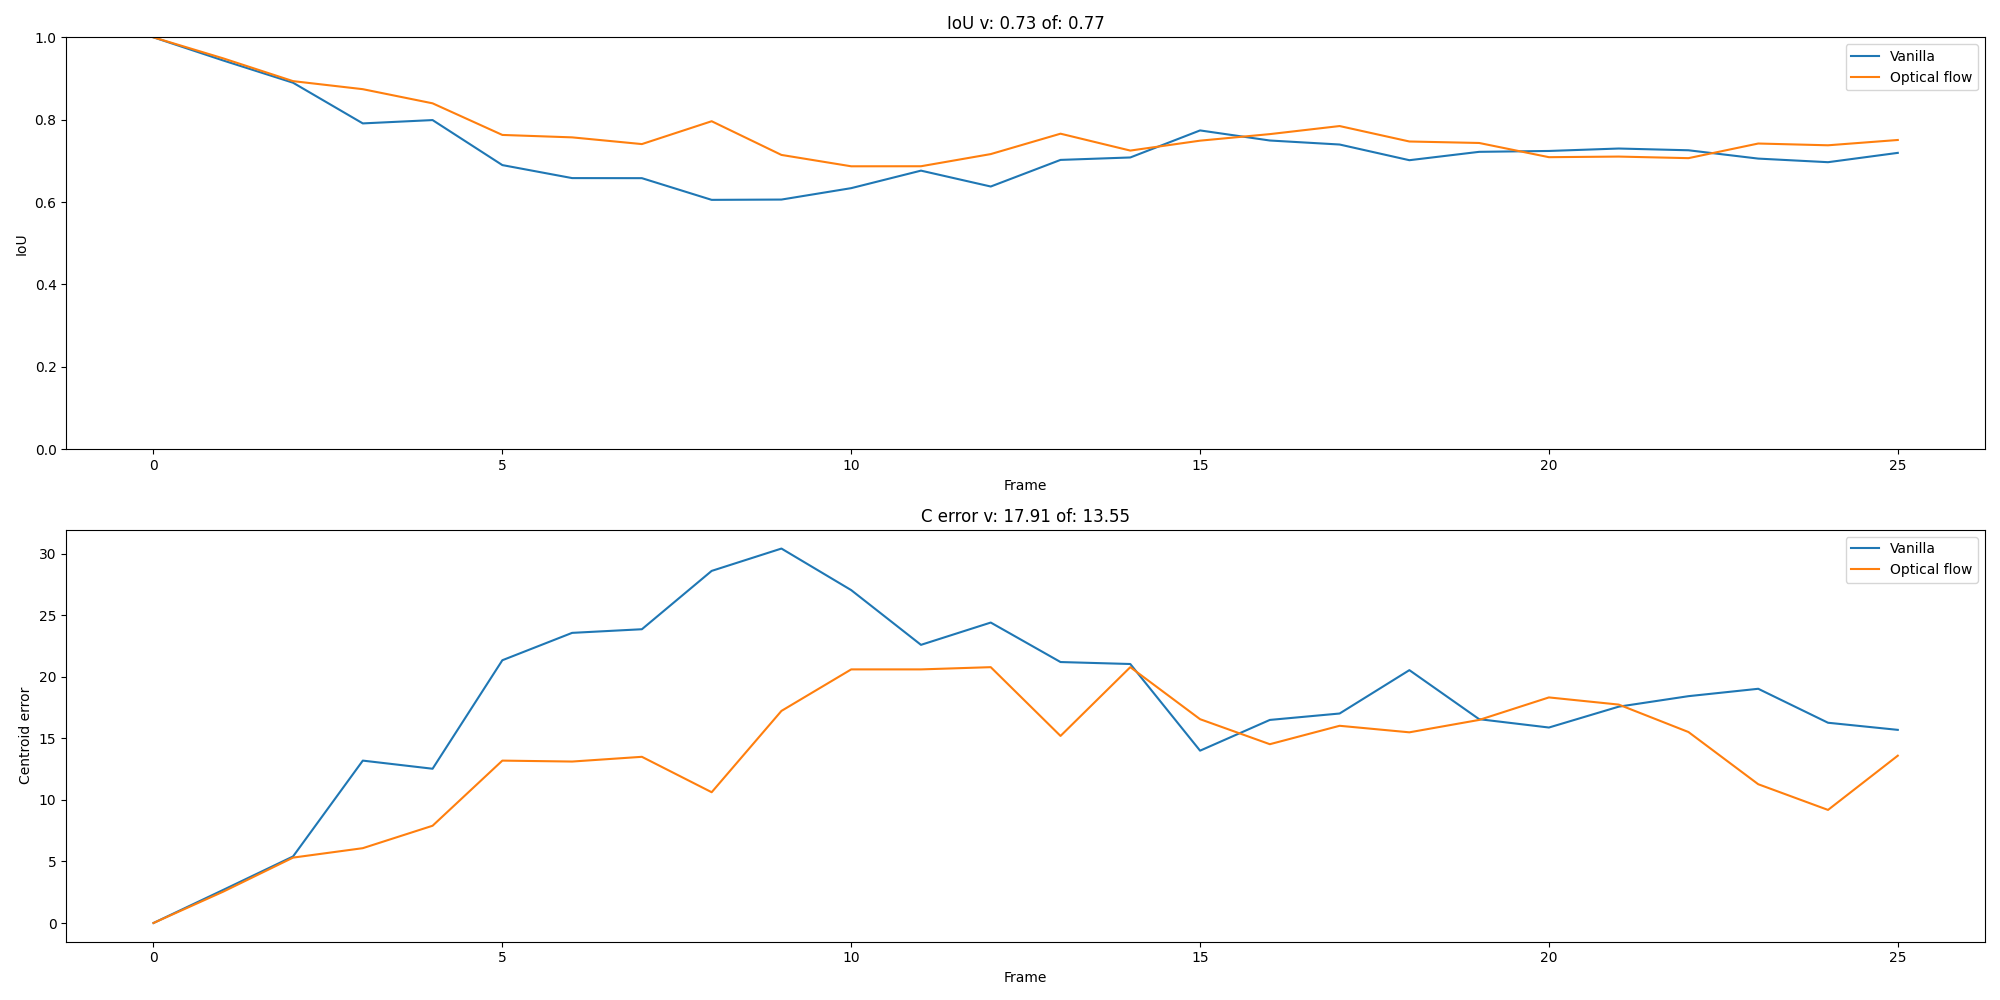 IoU v: 0.73 of: 0.77
1.0
0.8
0.6
0.4
0.2
0.0
IoU
Vanilla
Optical flow
0 5 10 15 20 25
Frame
C error v: 17.91 of: 13.55
30
25
20
15
10
5
0
Centroid error
Vanilla
Optical flow
0 5 10 15 20 25
Frame